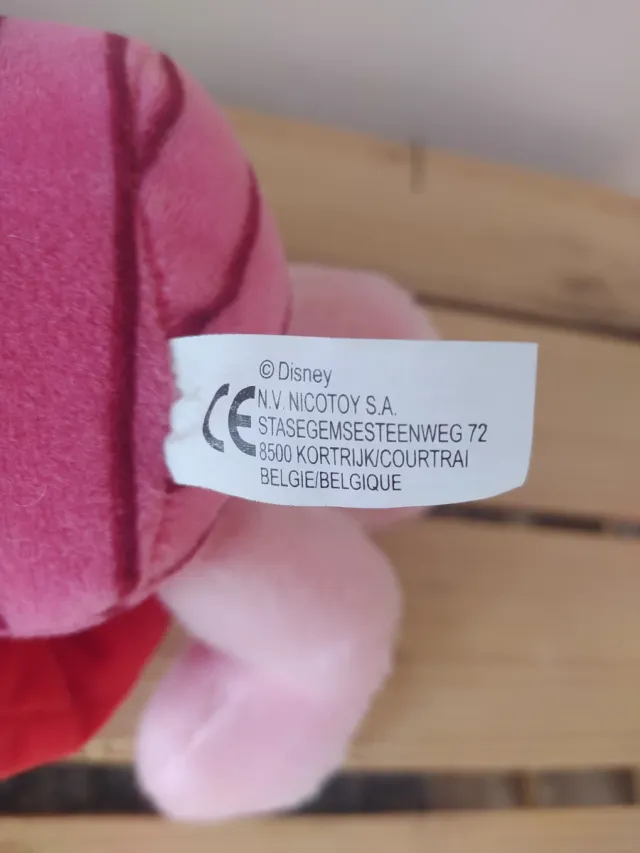 © Disney
CE N.V. NICOTOY S.A.
STASEGEMSESTEENWEG 72
8500 KORTRIJK/COURTRAI
BELGIE/BELGIQUE